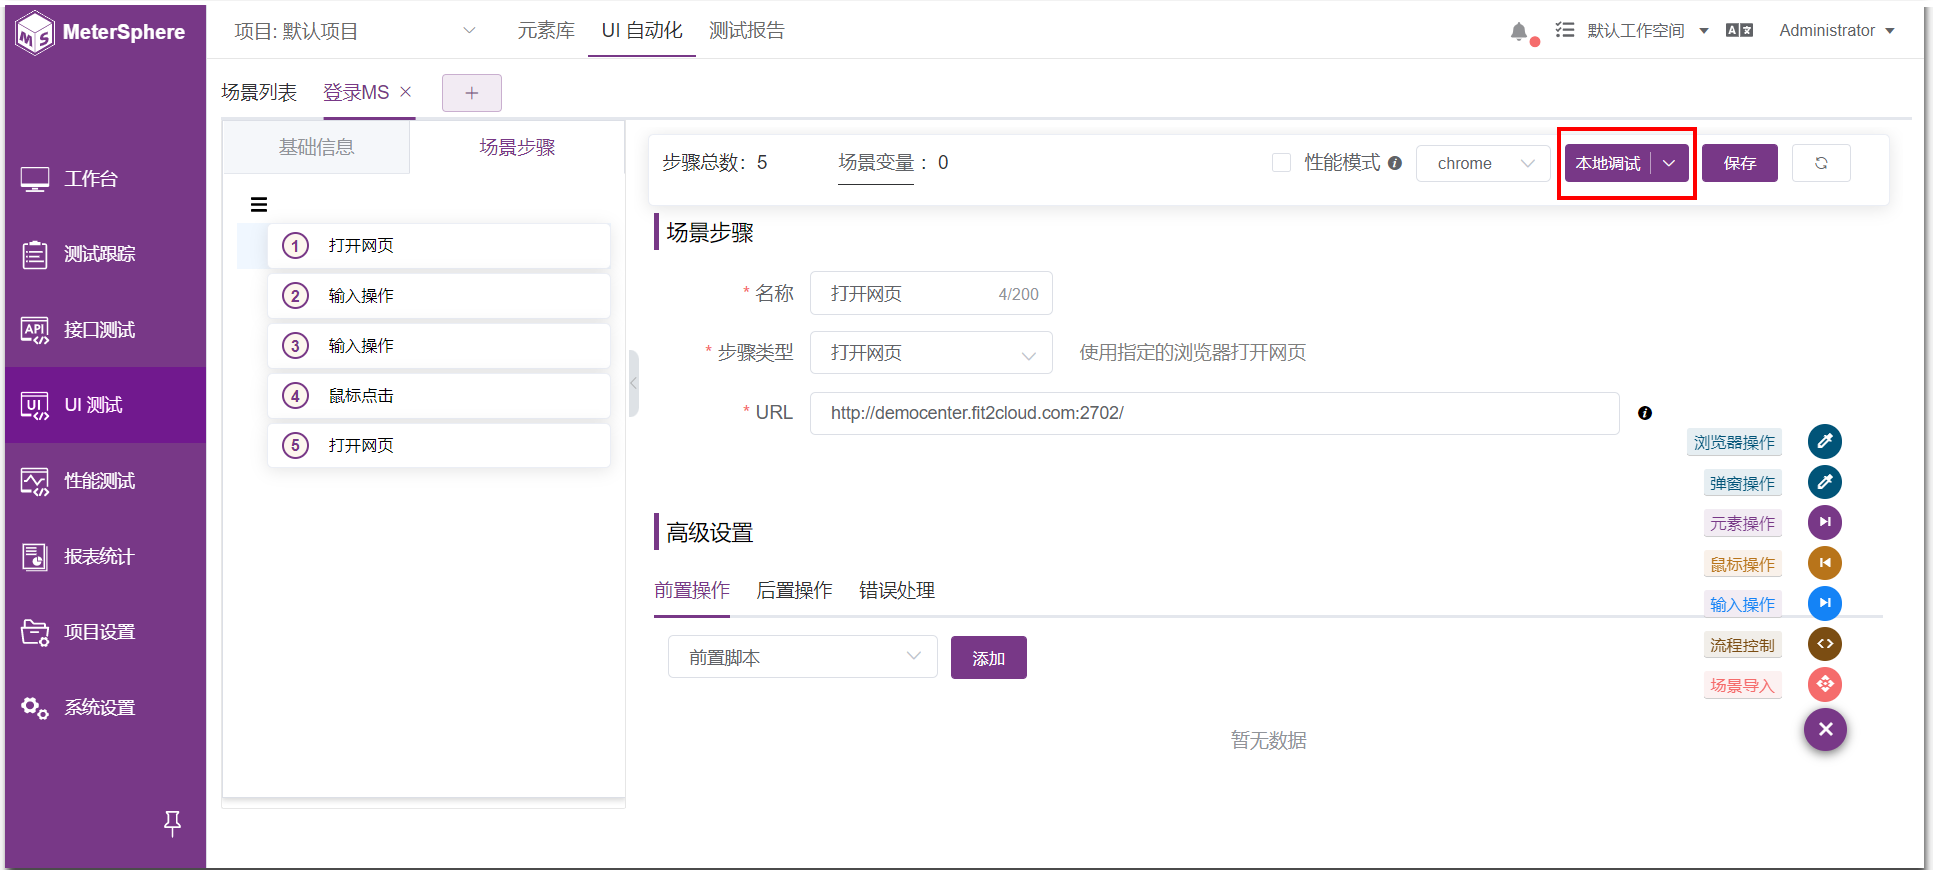 MeterSphere
项目: 默认项目
元素库
UI 自动化
测试报告
默认工作空间
Administrator
场景列表
登录MS
工作台
测试跟踪
接口测试
UI 测试
性能测试
报表统计
项目设置
系统设置
基础信息
场景步骤
1 打开网页
2 输入操作
3 输入操作
4 鼠标点击
5 打开网页
步骤总数: 5
场景变量 : 0
性能模式
chrome
本地调试
保存
场景步骤
* 名称 打开网页 4/200
* 步骤类型 打开网页 使用指定的浏览器打开网页
* URL http://democenter.fit2cloud.com:2702/
浏览器操作
弹窗操作
元素操作
鼠标操作
输入操作
流程控制
场景导入
高级设置
前置操作
后置操作
错误处理
前置脚本
添加
暂无数据